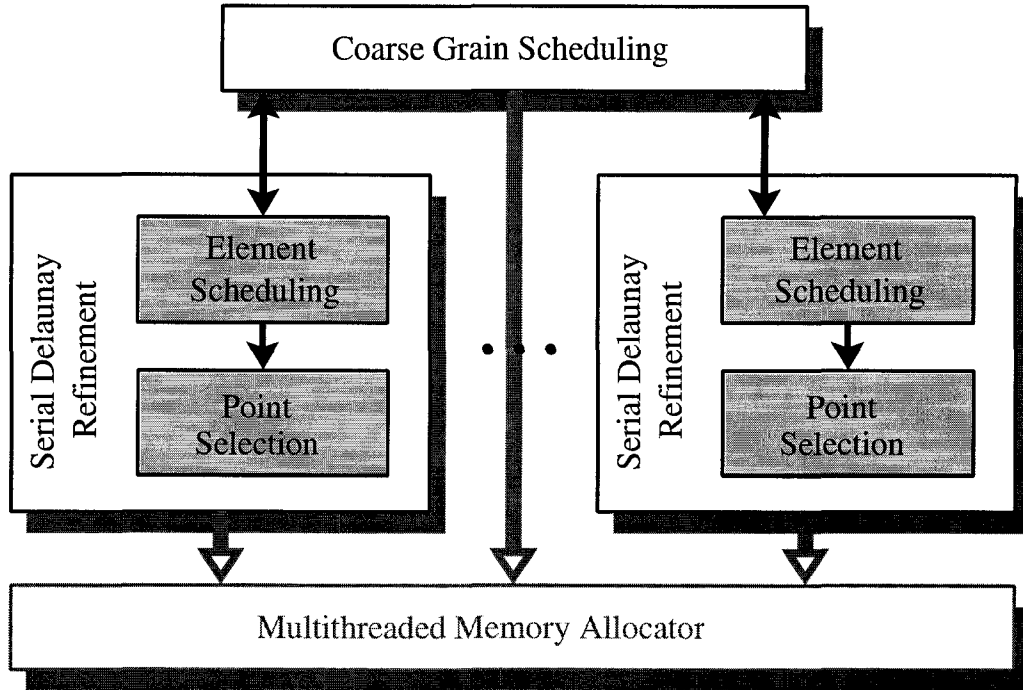 Coarse Grain Scheduling
Serial Delaunay
Refinement
Element
Scheduling
Point
Selection
Serial Delaunay
Refinement
Element
Scheduling
Point
Selection
Multithreaded Memory Allocator